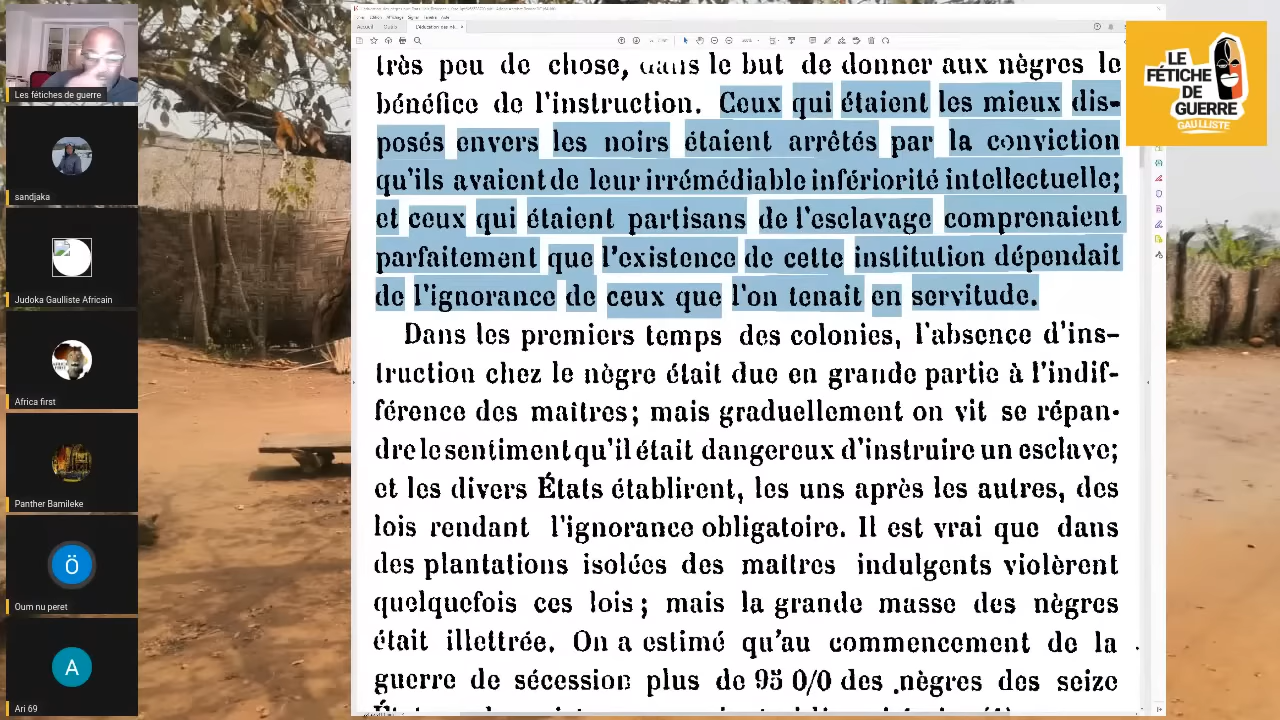 Les fétiches de guerre
sandjaka
Judoka Gaulliste Africain
Africa first
Panther Bamileke
Ö
Oum nu peret
A
Ari 69
Accueil Outils
très peu de chose, dans le but de donner aux nègres le
bénéfice de l'instruction. Ceux qui étaient les mieux dis-
posés envers les noirs étaient arrêtés par la conviction
qu'ils avaient de leur irrémédiable infériorité intellectuelle;
et ceux qui étaient partisans de l'esclavage comprenaient
parfaitement que l'existence de cette institution dépendait
de l'ignorance de ceux que l'on tenait en servitude.
Dans les premiers temps des colonies, l'absence d'ins-
truction chez le nègre était due en grande partie à l'indif-
férence des maîtres; mais graduellement on vit se répan-
dre le sentiment qu'il était dangereux d'instruire un esclave;
et les divers États établirent, les uns après les autres, des
lois rendant l'ignorance obligatoire. Il est vrai que dans
des plantations isolées des maîtres indulgents violèrent
quelquefois ces lois; mais la grande masse des nègres
était illettrée. On a estimé qu'au commencement de la
guerre de sécession plus de 95 0/0 des nègres des seize
LE
FÉTICHE
DE
GUERRE
GAULLISTE